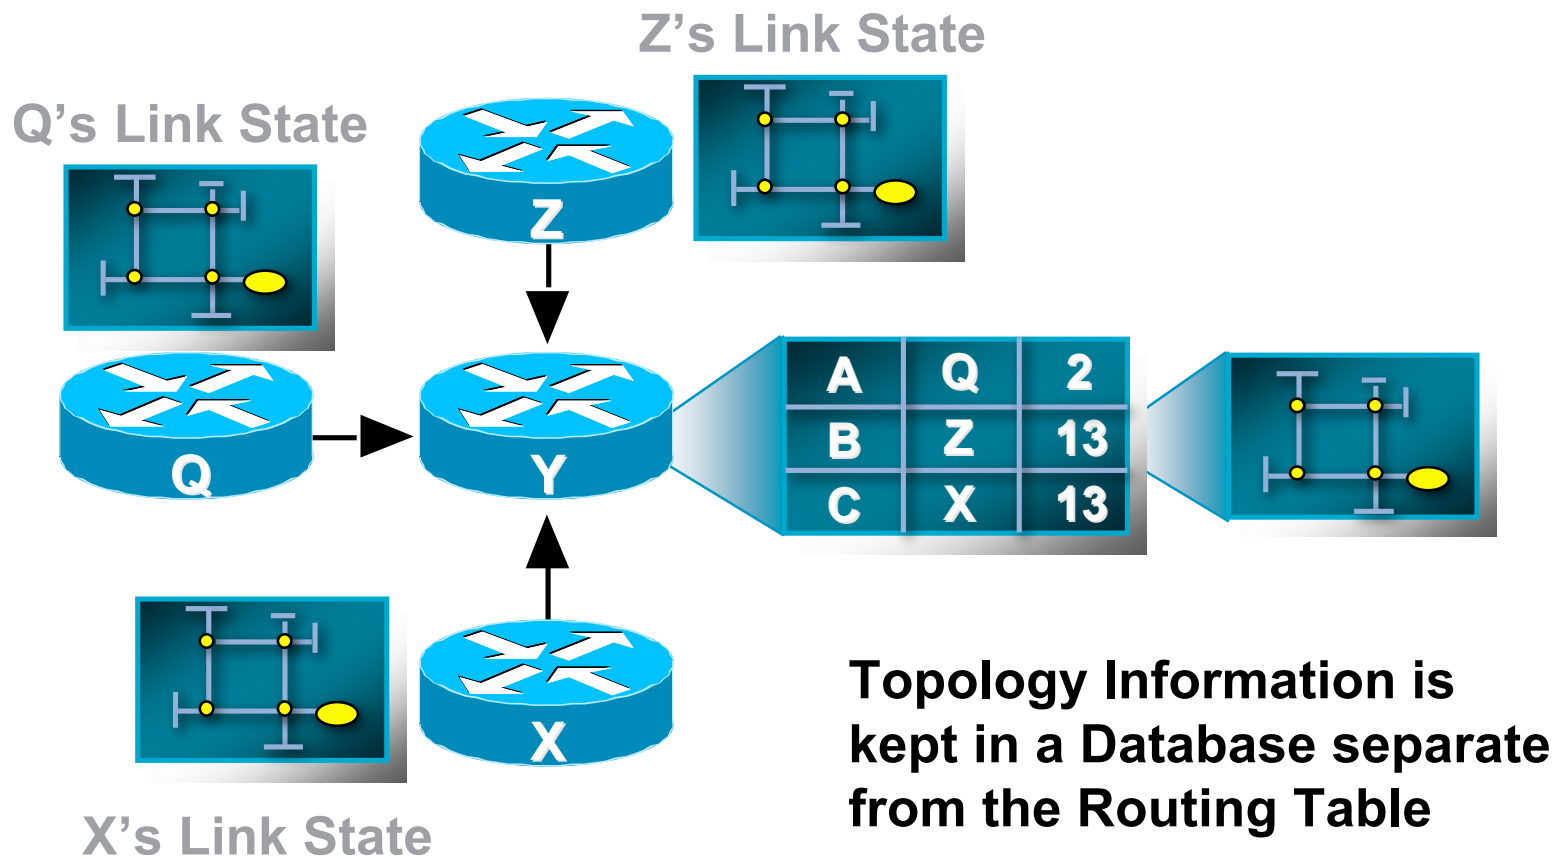 Z’s Link State
Q’s Link State
Z
Q
Y
A Q 2
B Z 13
C X 13
X
X’s Link State
Topology Information is
kept in a Database separate
from the Routing Table